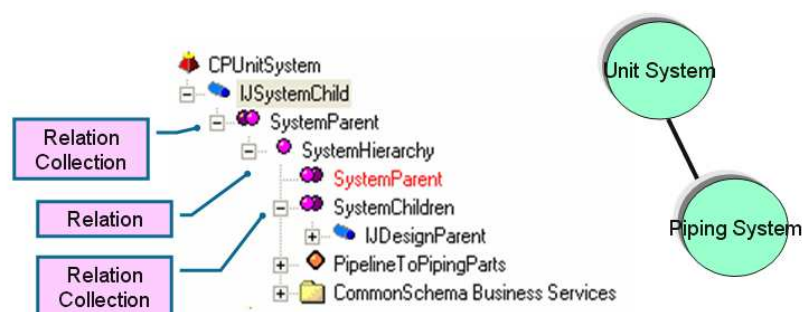 CPUnitSystem
IJSystemChild
SystemParent
SystemHierarchy
SystemParent
SystemChildren
IJDesignParent
PipelineToPipingParts
CommonSchema Business Services
Relation
Collection
Relation
Relation
Collection
Unit System
Piping System